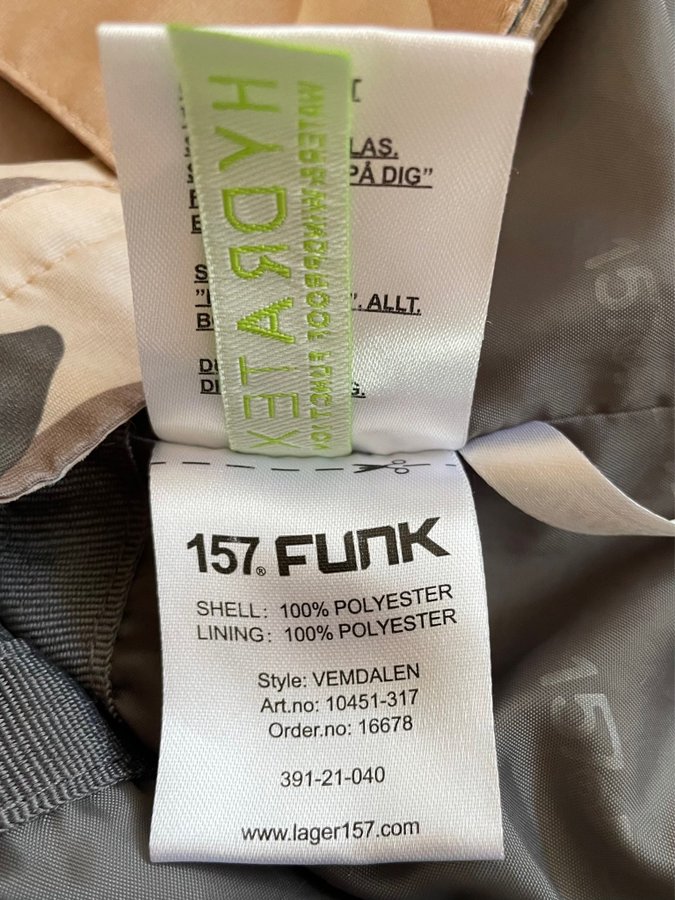 HYDRATEX
LAS.
PÅ DIG”
. ALLT.
157. FUNK
SHELL: 100% POLYESTER
LINING: 100% POLYESTER
Style: VEMDALEN
Art.no: 10451-317
Order.no: 16678
391-21-040
www.lager157.com
157